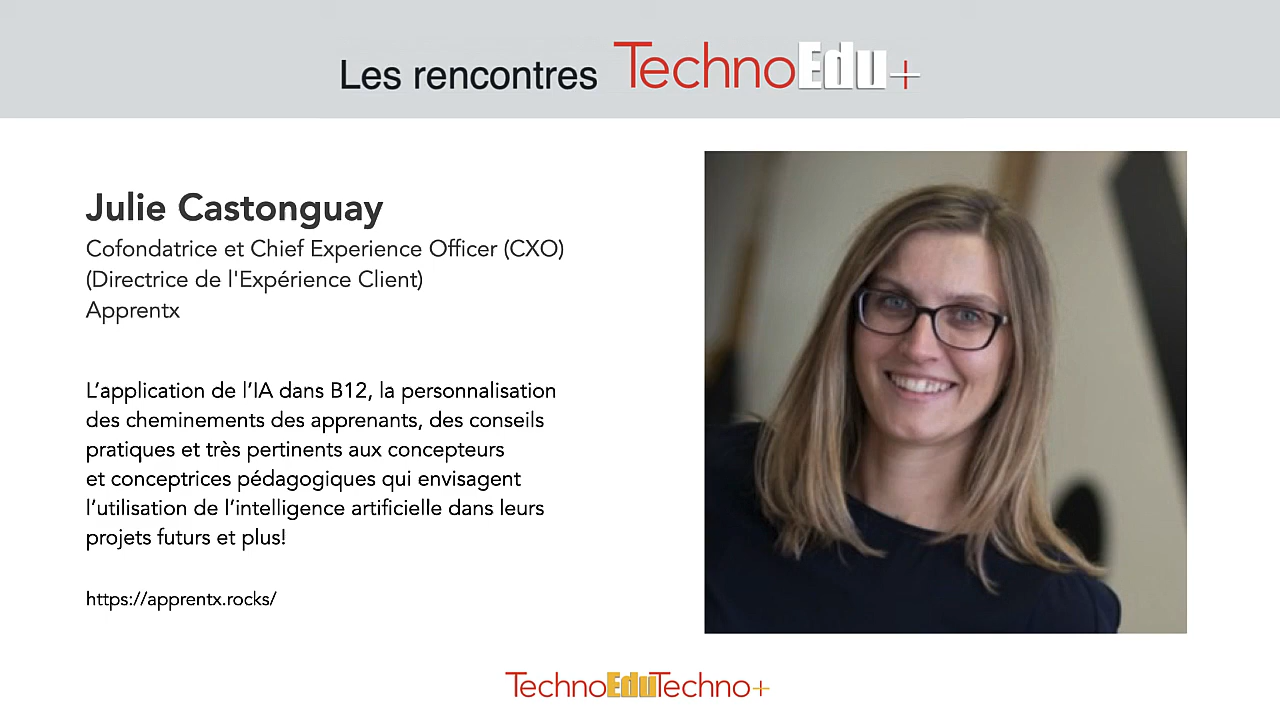 Les rencontres TechnoEdu+
Julie Castonguay
Cofondatrice et Chief Experience Officer (CXO)
(Directrice de l'Expérience Client)
Apprentx
L’application de l’IA dans B12, la personnalisation
des cheminements des apprenants, des conseils
pratiques et très pertinents aux concepteurs
et conceptrices pédagogiques qui envisagent
l’utilisation de l’intelligence artificielle dans leurs
projets futurs et plus!
https://apprentx.rocks/
TechnoEduTechno+